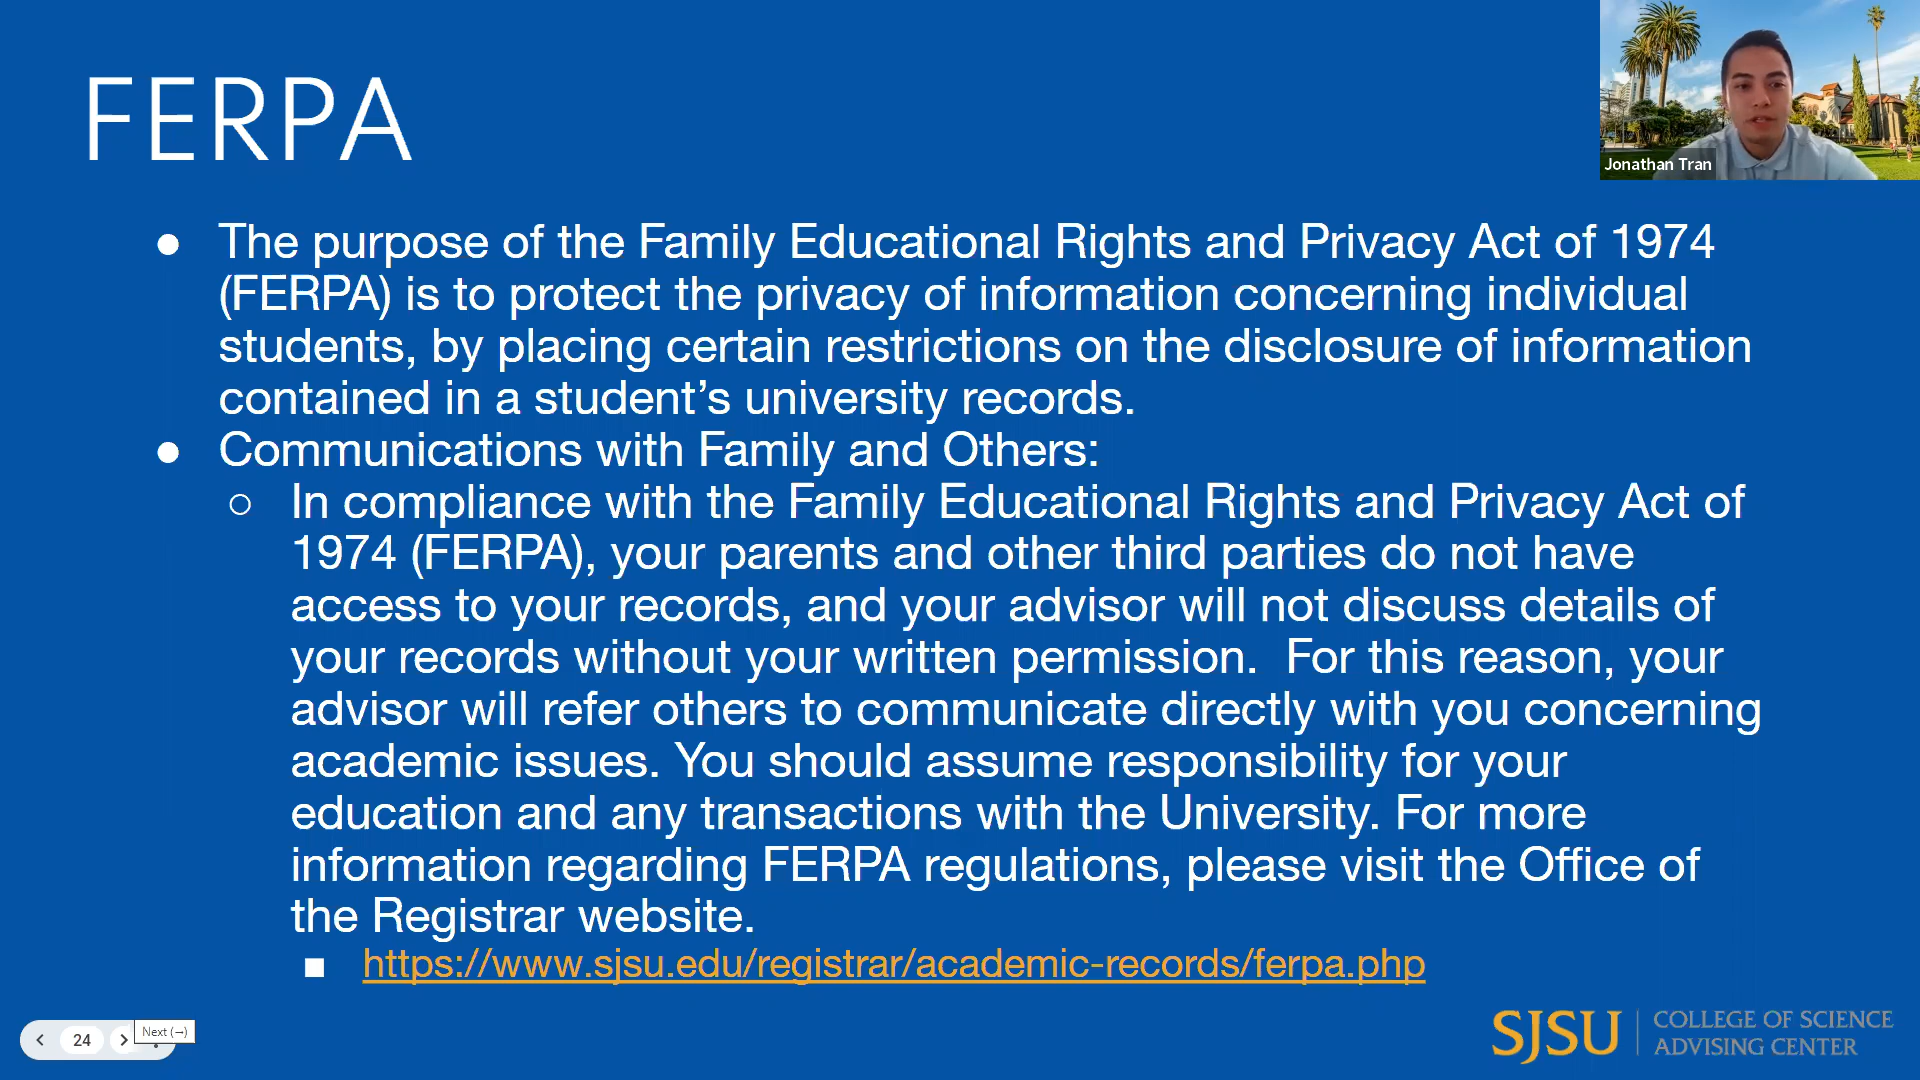 FERPA
Jonathan Tran
● The purpose of the Family Educational Rights and Privacy Act of 1974
(FERPA) is to protect the privacy of information concerning individual
students, by placing certain restrictions on the disclosure of information
contained in a student’s university records.
● Communications with Family and Others:
○ In compliance with the Family Educational Rights and Privacy Act of
1974 (FERPA), your parents and other third parties do not have
access to your records, and your advisor will not discuss details of
your records without your written permission.  For this reason, your
advisor will refer others to communicate directly with you concerning
academic issues. You should assume responsibility for your
education and any transactions with the University. For more
information regarding FERPA regulations, please visit the Office of
the Registrar website.
■ https://www.sjsu.edu/registrar/academic-records/ferpa.php
24
Next (→)
SJSU
COLLEGE OF SCIENCE
ADVISING CENTER